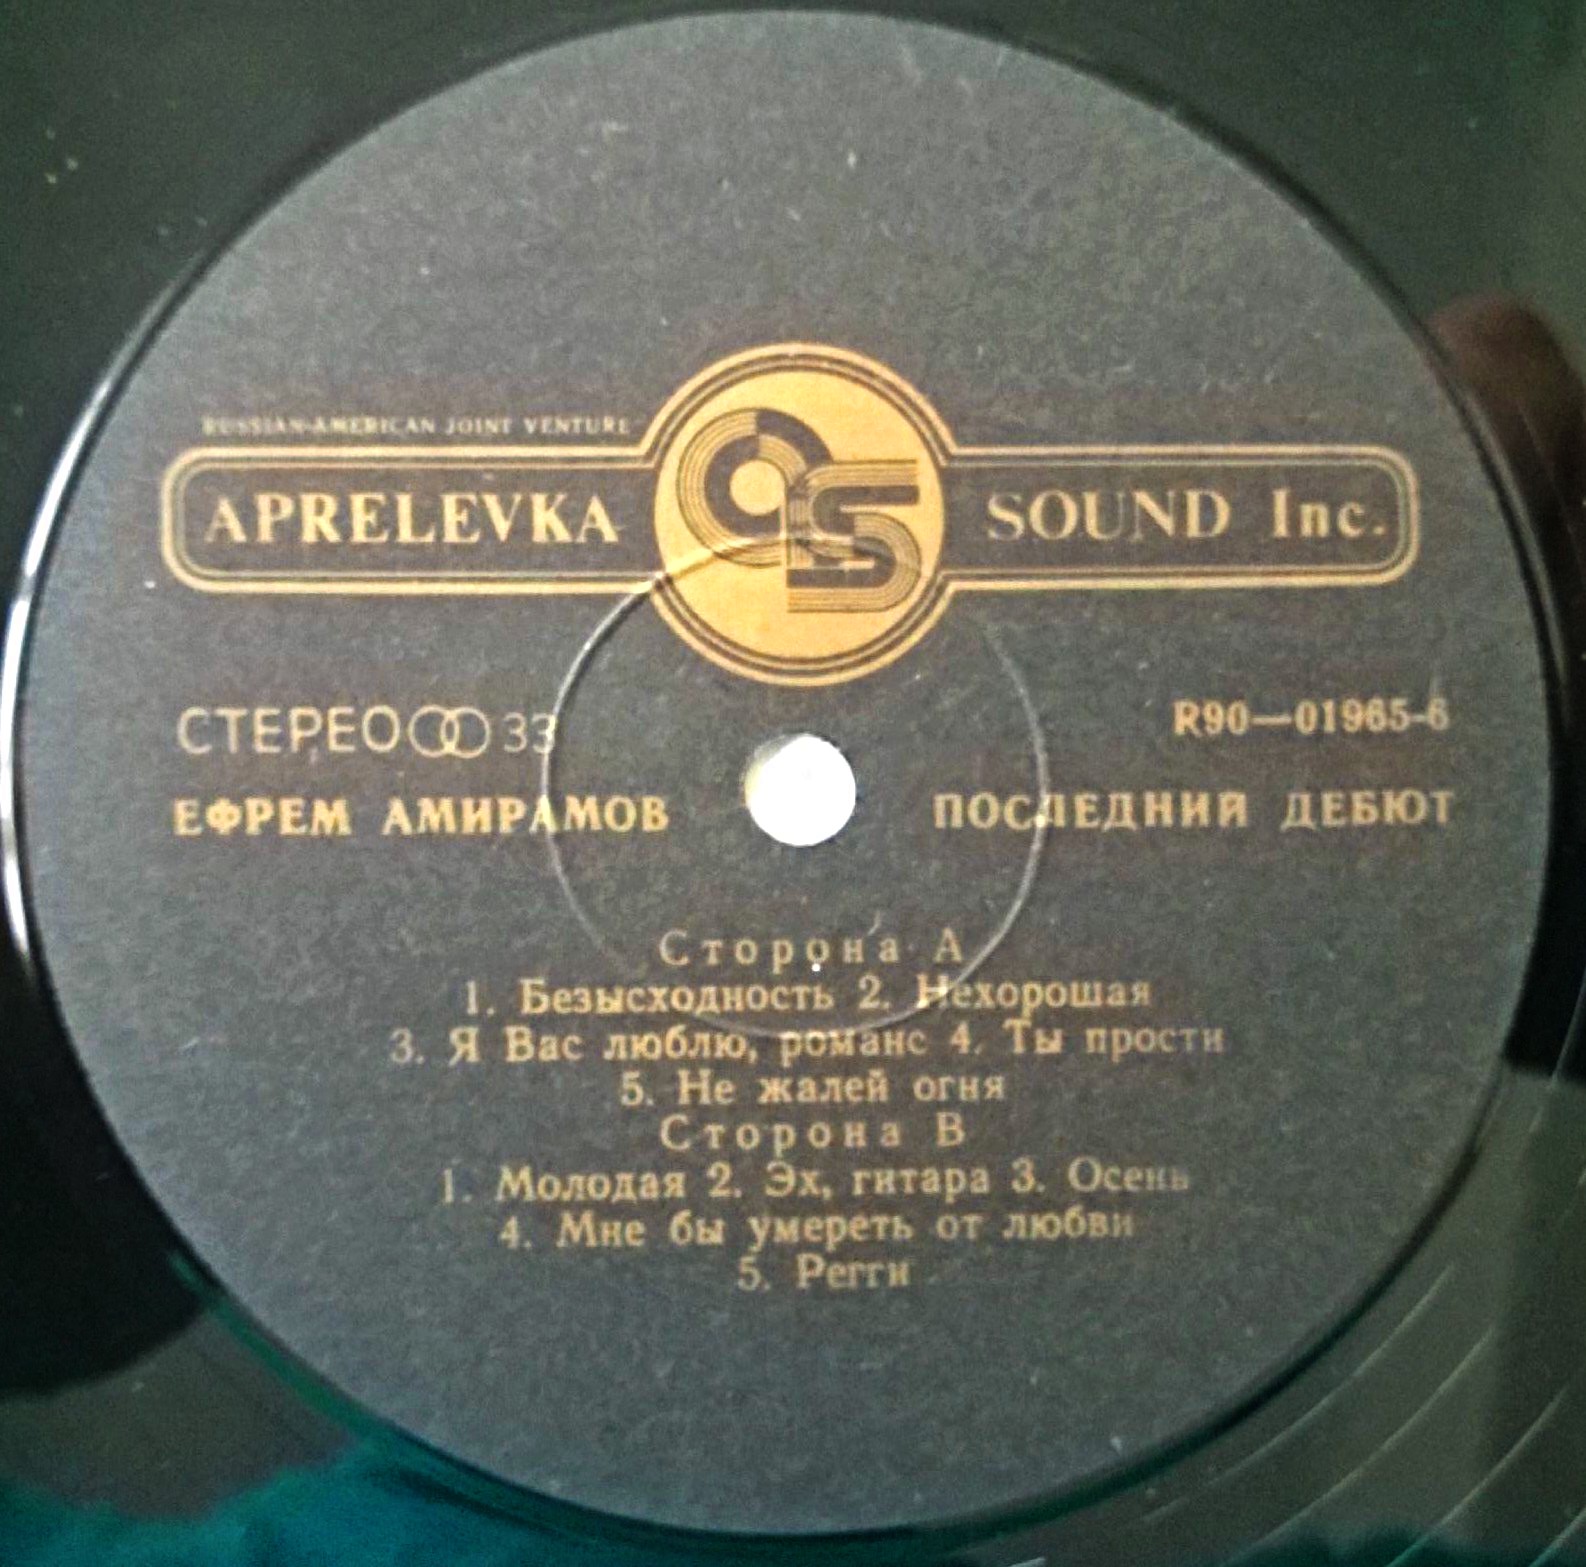 RUSSIAN-AMERICAN JOINT VENTURE
APRELEVKA SOUND Inc.
СТЕРЕО 33 R90—01965-6
ЕФРЕМ АМИРАМОВ ПОСЛЕДНИЙ ДЕБЮТ
Сторона А
1. Безысходность 2. Нехорошая
3. Я Вас люблю, романс 4. Ты прости
5. Не жалей огня
Сторона В
1. Молодая 2. Эх, гитара 3. Осень
4. Мне бы умереть от любви
5. Регги